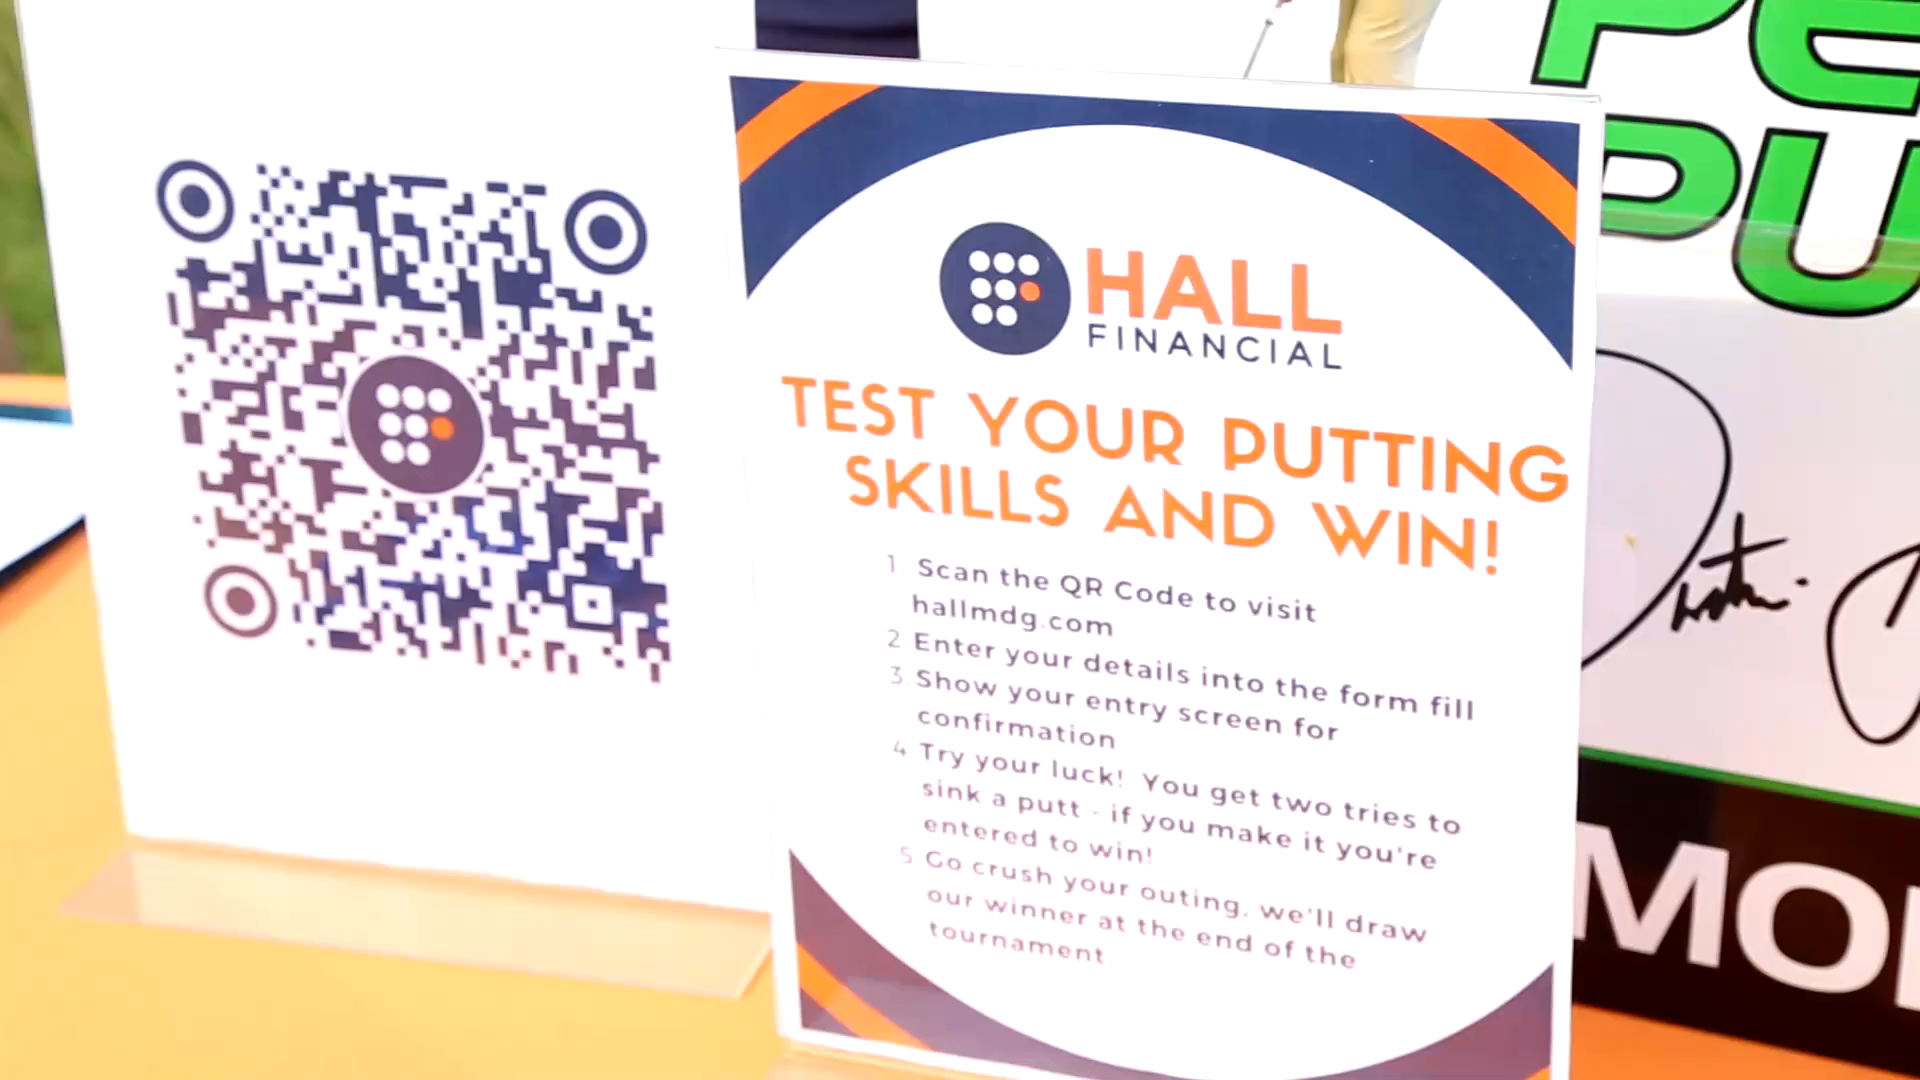 HALL
FINANCIAL
TEST YOUR PUTTING
SKILLS AND WIN!
1. Scan the QR Code to visit
hallmdg.com
2 Enter your details into the form fill
3 Show your entry screen for
confirmation
4 Try your luck! You get two tries to
sink a putt - if you make it you're
entered to win!
5 Go crush your outing, we'll draw
our winner at the end of the
tournament
PE
PU
MO